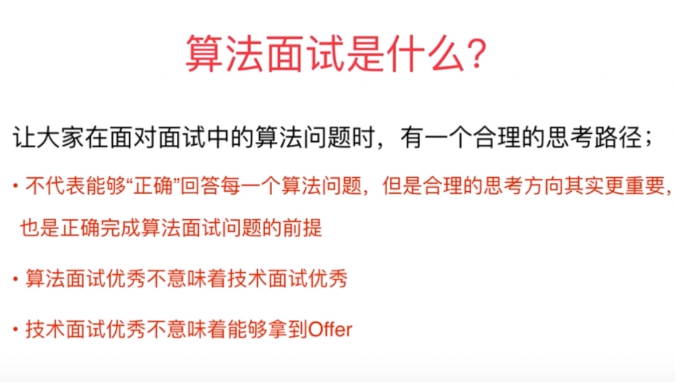 算法面试是什么？
让大家在面对面试中的算法问题时，有一个合理的思考路径；
• 不代表能够“正确”回答每一个算法问题，但是合理的思考方向其实更重要，
也是正确完成算法面试问题的前提
• 算法面试优秀不意味着技术面试优秀
• 技术面试优秀不意味着能够拿到Offer